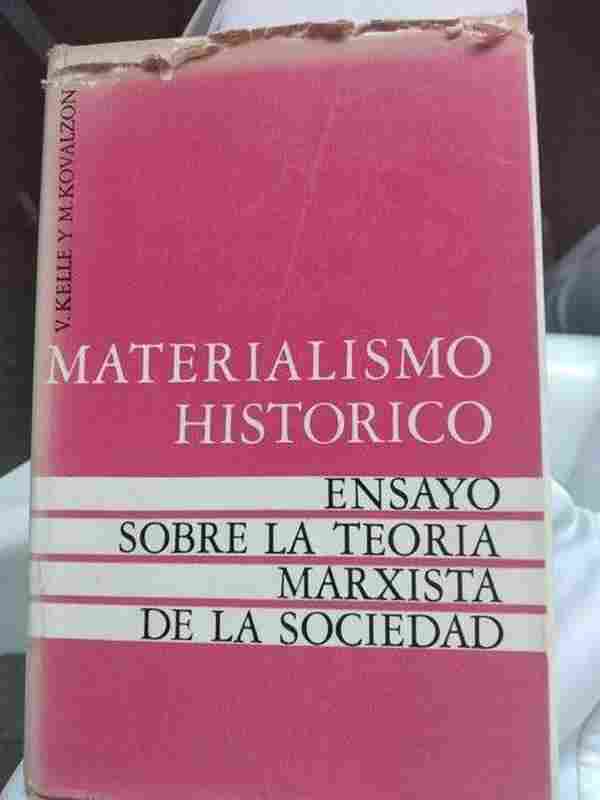 V. KELLE Y M. KOVALZON
MATERIALISMO
HISTORICO
ENSAYO
SOBRE LA TEORIA
MARXISTA
DE LA SOCIEDAD